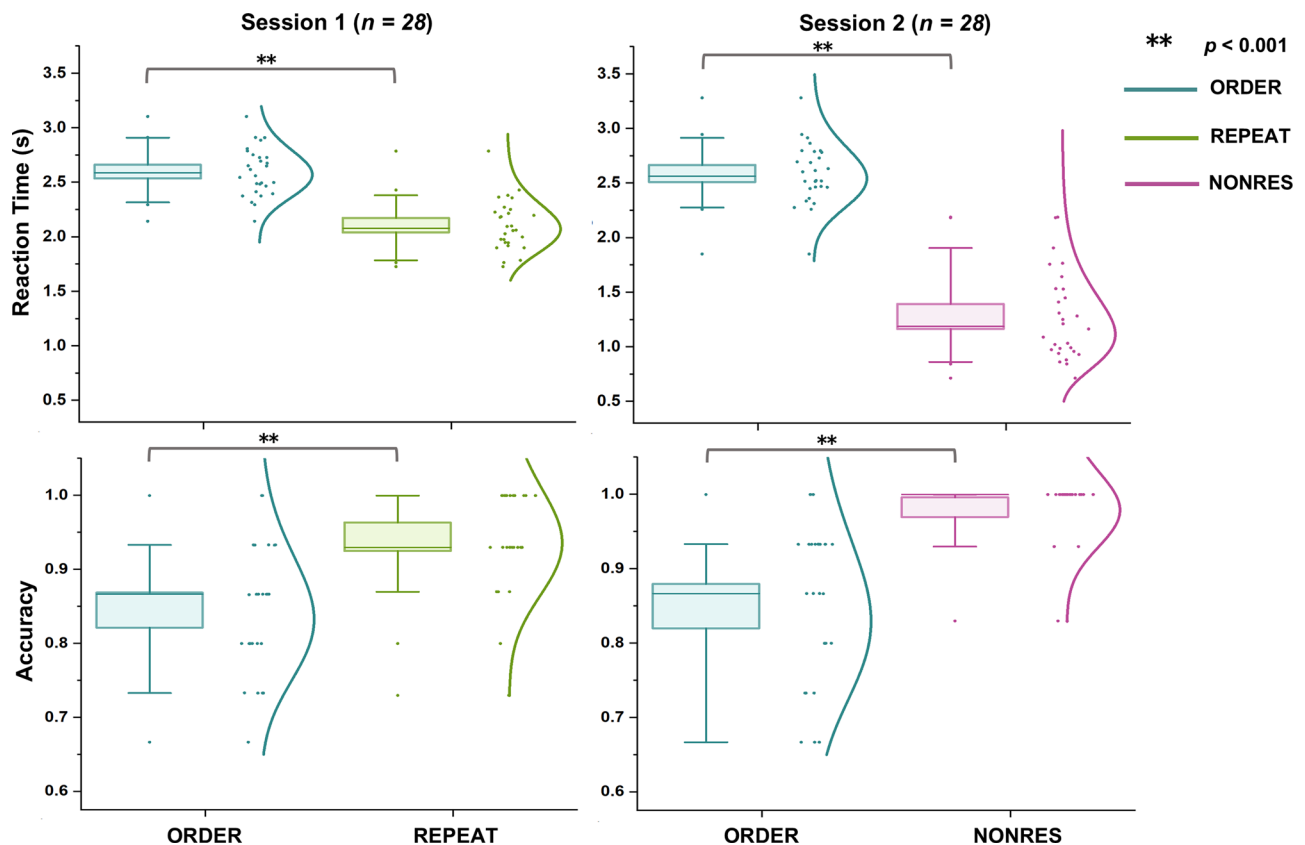 Session 1 (n = 28)
Session 2 (n = 28)
** p < 0.001
ORDER
REPEAT
NONRES
Reaction Time (s)
3.5
3.0
2.5
2.0
1.5
1.0
0.5
**
3.5
3.0
2.5
2.0
1.5
1.0
0.5
**
Accuracy
1.0
0.9
0.8
0.7
0.6
**
1.0
0.9
0.8
0.7
0.6
**
ORDER REPEAT
ORDER NONRES